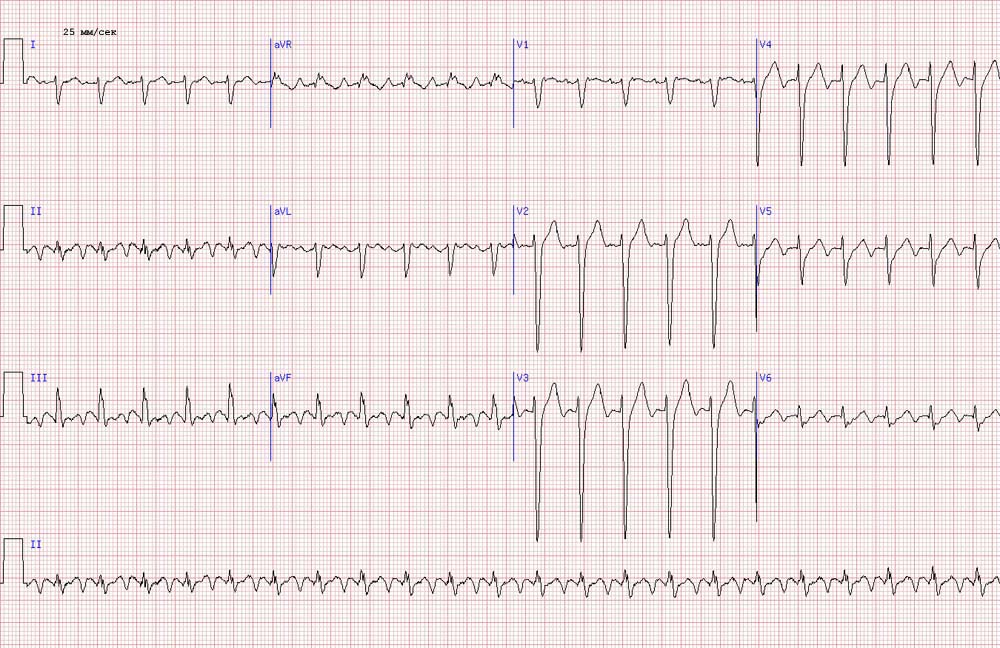 25 мм/сек
I aVR V1 V4
II aVL V2 V5
III aVF V3 V6
II